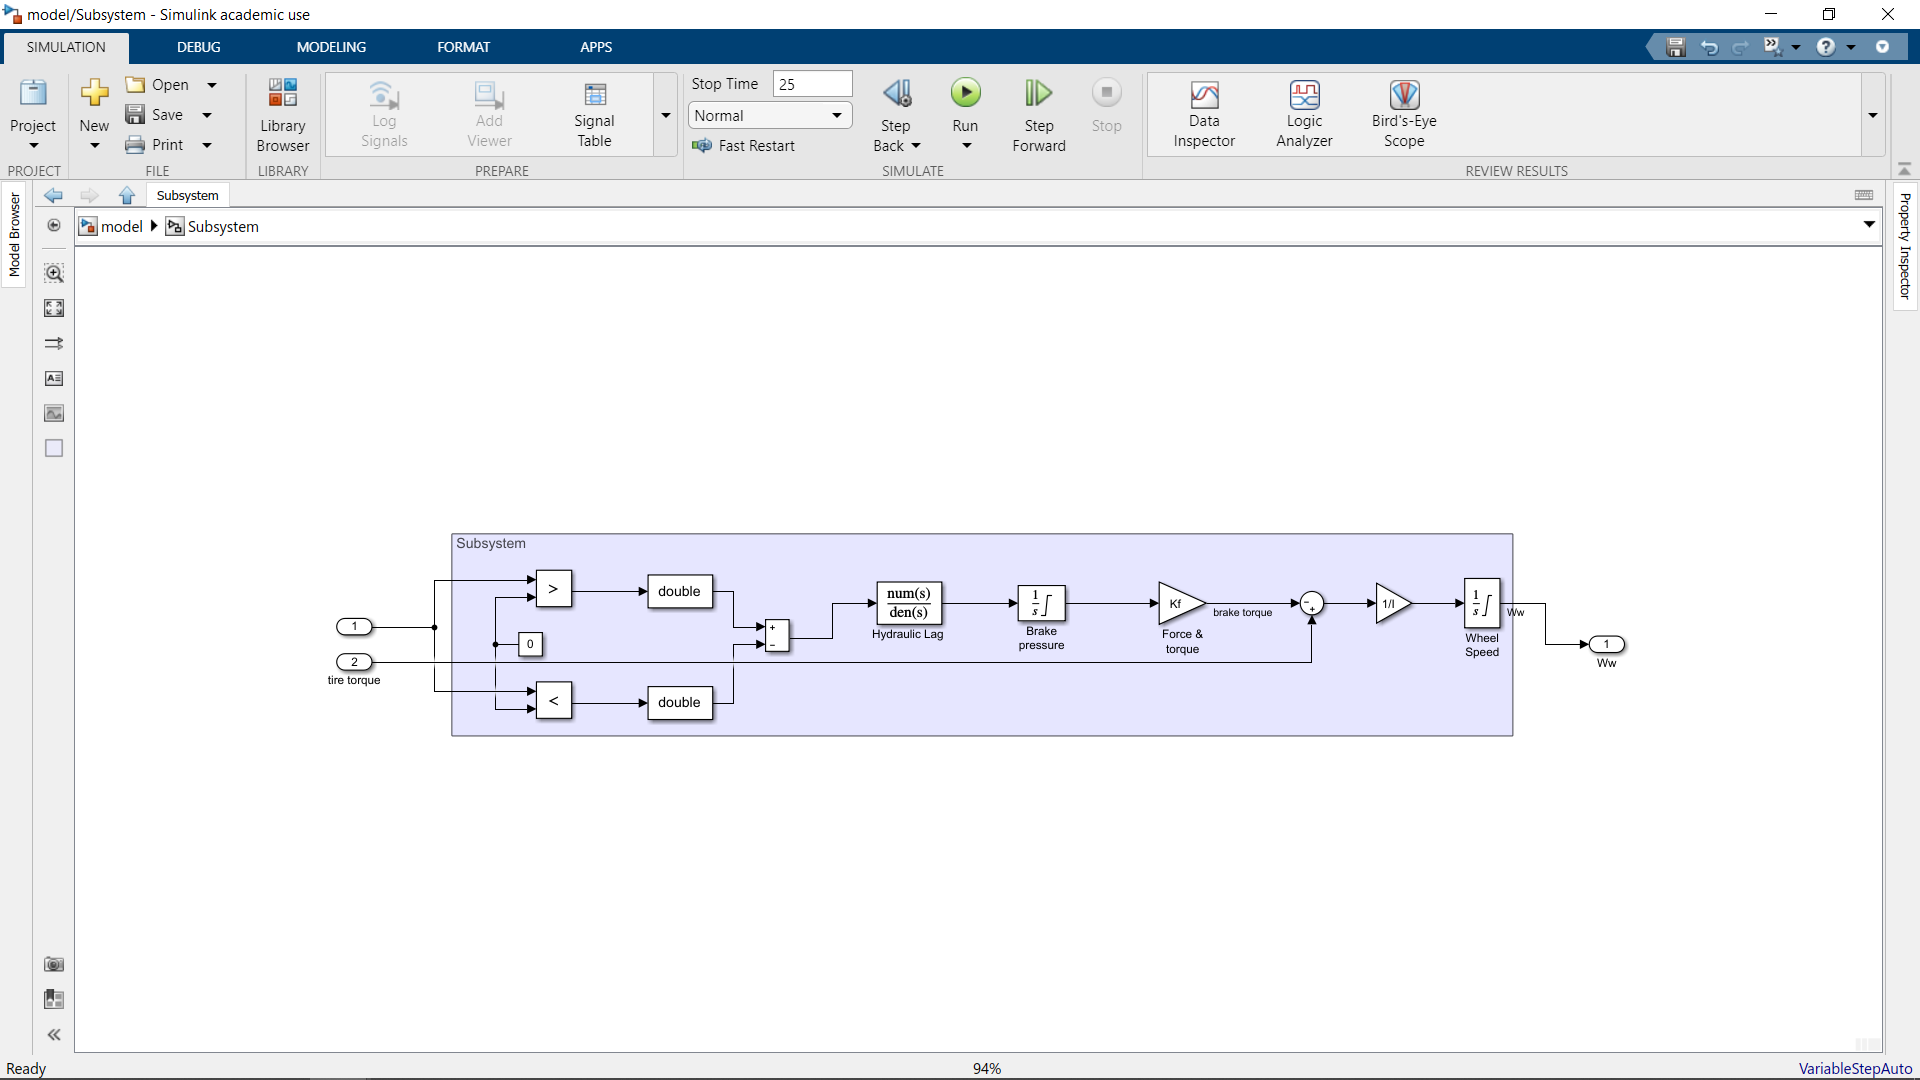 model/Subsystem - Simulink academic use
SIMULATION DEBUG MODELING FORMAT APPS
Project
PROJECT
New
Open
Save
Print
FILE
Library
Browser
LIBRARY
Log
Signals
Add
Viewer
Signal
Table
PREPARE
Stop Time 25
Normal
Fast Restart
Step
Back
Run
Step
Forward
Stop
SIMULATE
Data
Inspector
Logic
Analyzer
Bird's-Eye
Scope
REVIEW RESULTS
Model Browser
Subsystem
Property Inspector
model Subsystem
Subsystem
1
2
tire torque
>
0
<
double
double
+
-
num(s)
den(s)
Hydraulic Lag
1
s
Brake
pressure
Kf
Force &
torque
brake torque
-
+
1/I
1
s
Wheel
Speed
Ww
1
Ww
Ready
94%
VariableStepAuto